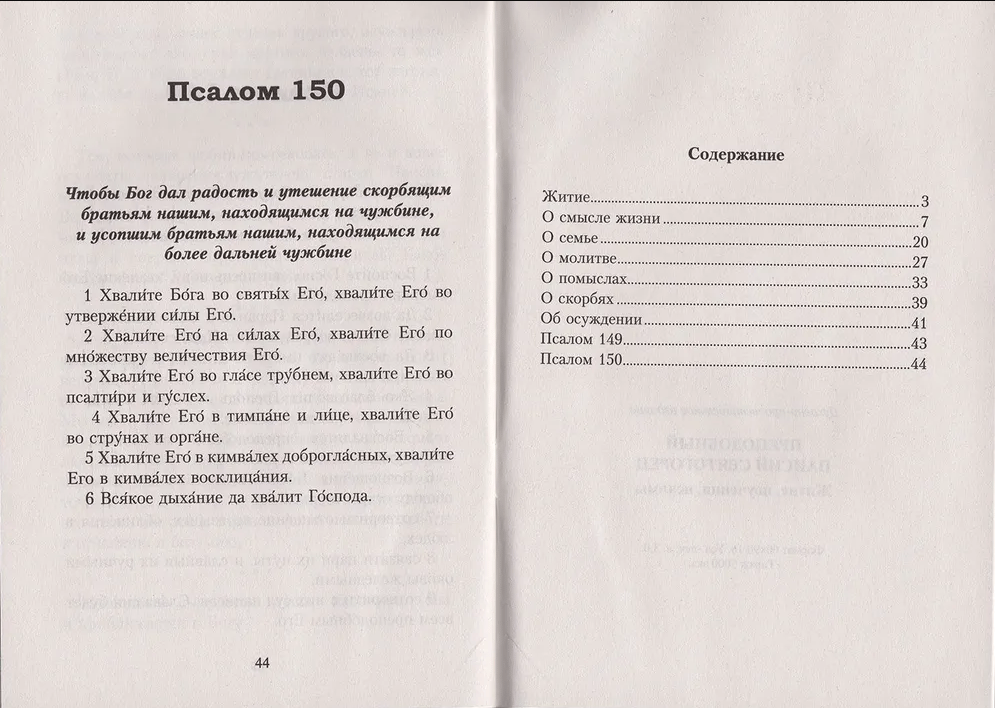 Псалом 150
Чтобы Бог дал радость и утешение скорбящим
братьям нашим, находящимся на чужбине,
и усопшим братьям нашим, находящимся на
более дальней чужбине
1 Хвали́те Бо́га во святы́х Его́, хвали́те Его́ во
утверже́нии си́лы Его́.
2 Хвали́те Его́ на си́лах Его́, хвали́те Его́ по
мно́жеству вели́чествия Его́.
3 Хвали́те Его́ во гла́се тру́бнем, хвали́те Его́ во
псалти́ри и гу́слех.
4 Хвали́те Его́ в тимпа́не и ли́це, хвали́те Его́
во стру́нах и орга́не.
5 Хвали́те Его́ в кимва́лех доброгла́сных, хвали́те
Его в кимва́лех восклица́ния.
6 Вся́кое дыха́ние да хва́лит Го́спода.
44
Содержание
Житие....................................................................................3
О смысле жизни....................................................................7
О семье..................................................................................20
О молитве..............................................................................27
О помыслах...........................................................................33
О скорбях..............................................................................39
Об осуждении.......................................................................41
Псалом 149............................................................................43
Псалом 150............................................................................44